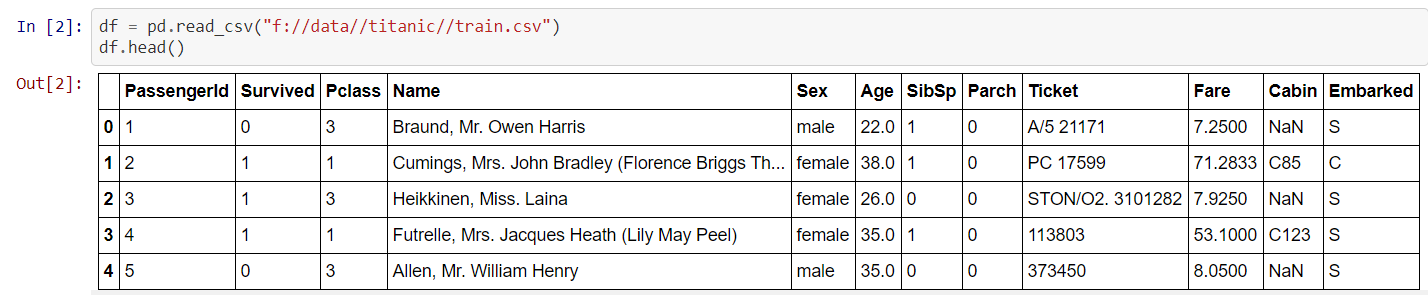 In [2]: df = pd.read_csv("f://data//titanic//train.csv")
df.head()
Out[2]:
PassengerId Survived Pclass Name Sex Age SibSp Parch Ticket Fare Cabin Embarked
0 1 0 3 Braund, Mr. Owen Harris male 22.0 1 0 A/5 21171 7.2500 NaN S
1 2 1 1 Cumings, Mrs. John Bradley (Florence Briggs Th... female 38.0 1 0 PC 17599 71.2833 C85 C
2 3 1 3 Heikkinen, Miss. Laina female 26.0 0 0 STON/O2. 3101282 7.9250 NaN S
3 4 1 1 Futrelle, Mrs. Jacques Heath (Lily May Peel) female 35.0 1 0 113803 53.1000 C123 S
4 5 0 3 Allen, Mr. William Henry male 35.0 0 0 373450 8.0500 NaN S